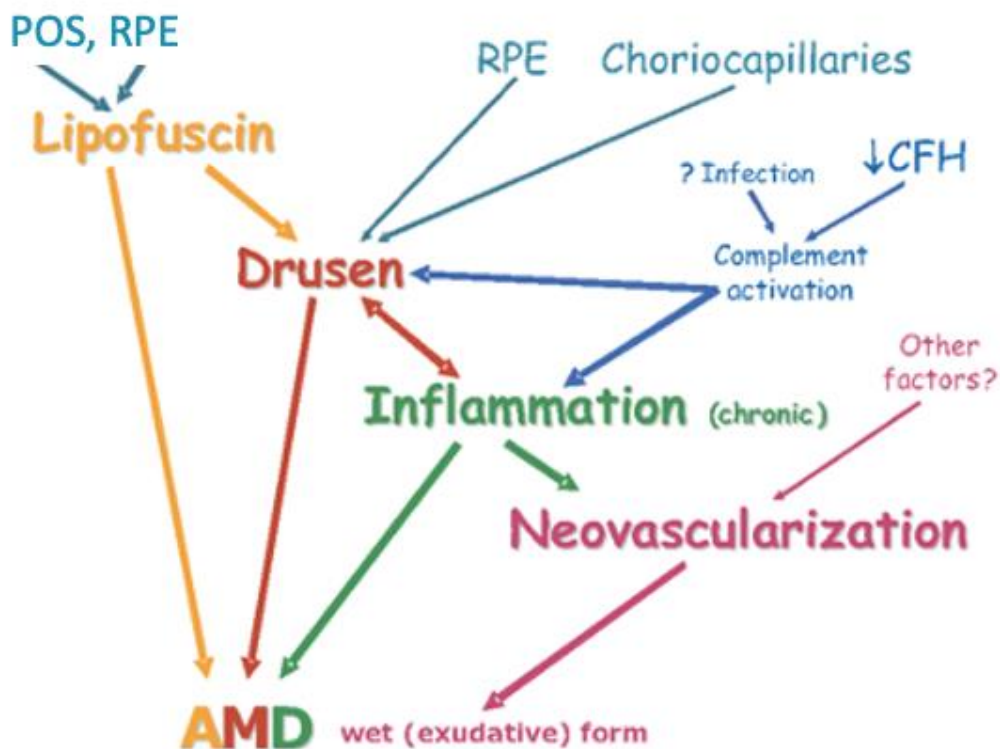 POS, RPE
RPE Choriocapillaries
Lipofuscin
? Infection
↓CFH
Drusen
Complement
activation
Other
factors?
Inflammation (chronic)
Neovascularization
AMD wet (exudative) form